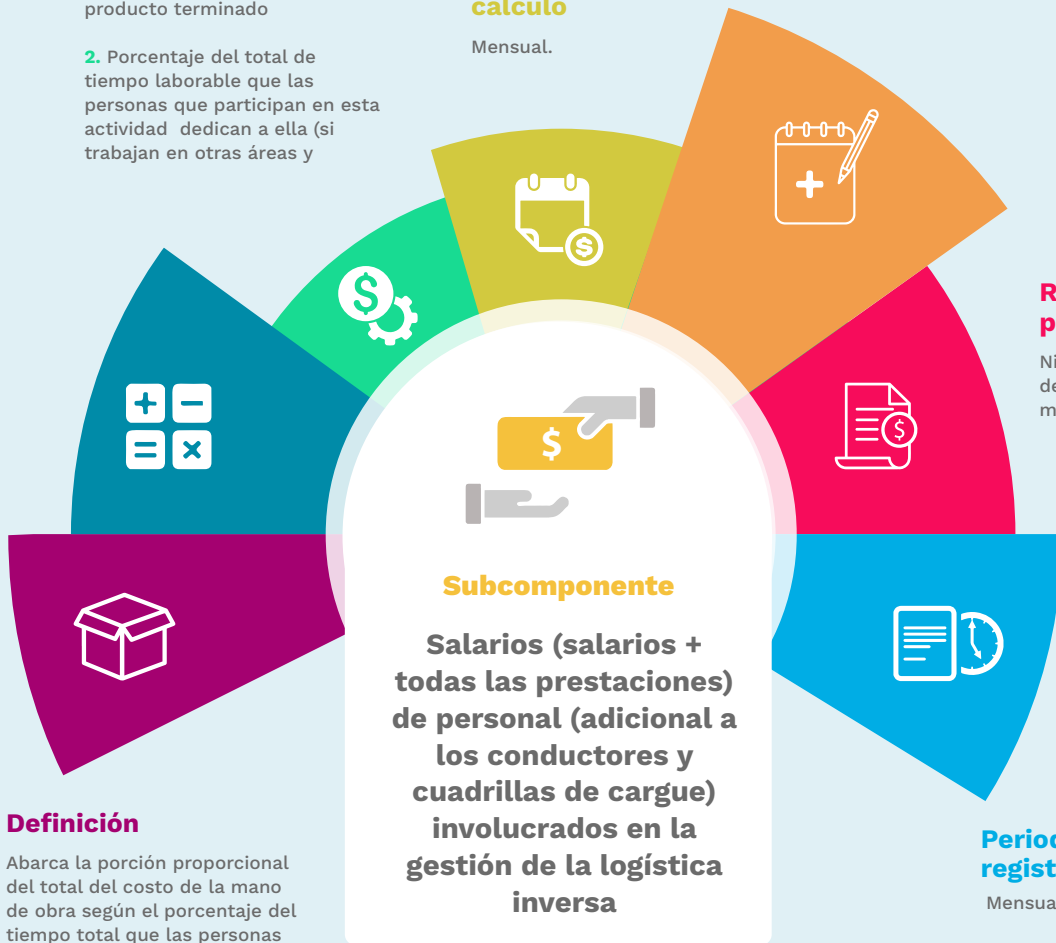 producto terminado
2. Porcentaje del total de
tiempo laborable que las
personas que participan en esta
actividad dedican a ella (si
trabajan en otras áreas y
cálculo
Mensual.
Subcomponente
Salarios (salarios +
todas las prestaciones)
de personal (adicional a
los conductores y
cuadrillas de cargue)
involucrados en la
gestión de la logística
inversa
Definición
Abarca la porción proporcional
del total del costo de la mano
de obra según el porcentaje del
tiempo total que las personas